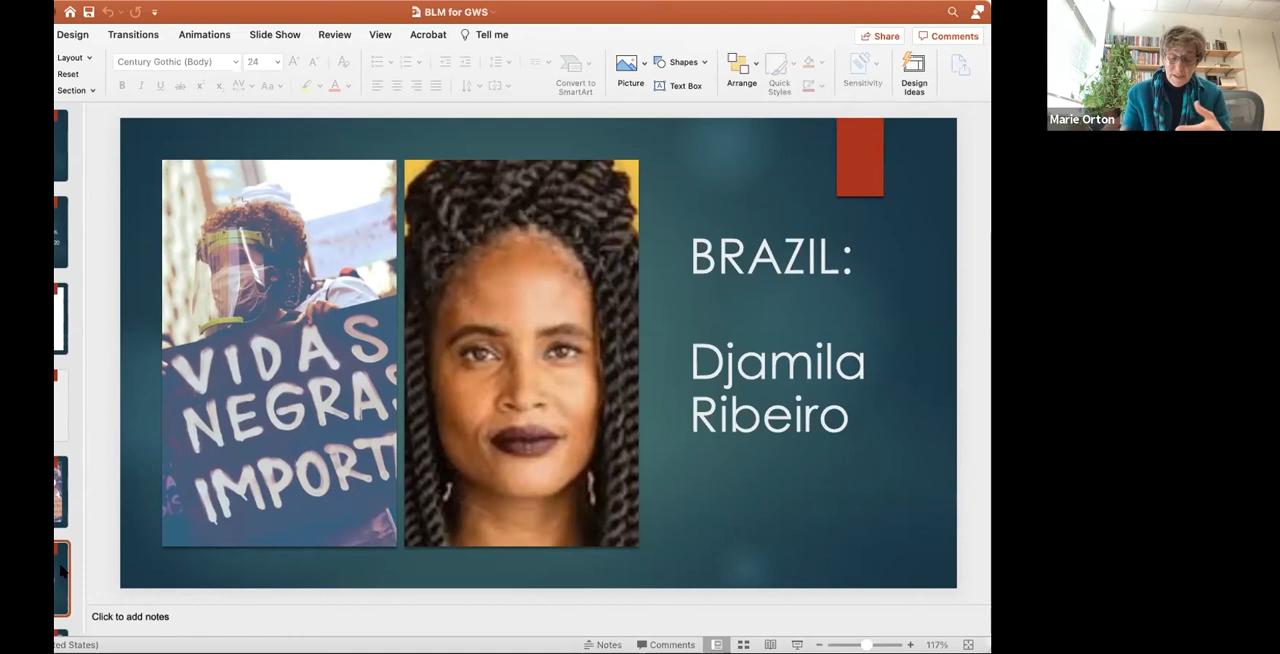 BLM for GWS
Design Transitions Animations Slide Show Review View Acrobat Tell me
Share Comments
Layout
Reset
Section
Century Gothic (Body) 24
Convert to
SmartArt
Picture
Shapes
Text Box
Arrange
Quick
Styles
Sensitivity
Design
Ideas
Marie Orton
VIDAS
NEGRAS
IMPORT
BRAZIL:
Djamila
Ribeiro
Click to add notes
ed States)
Notes Comments 117%